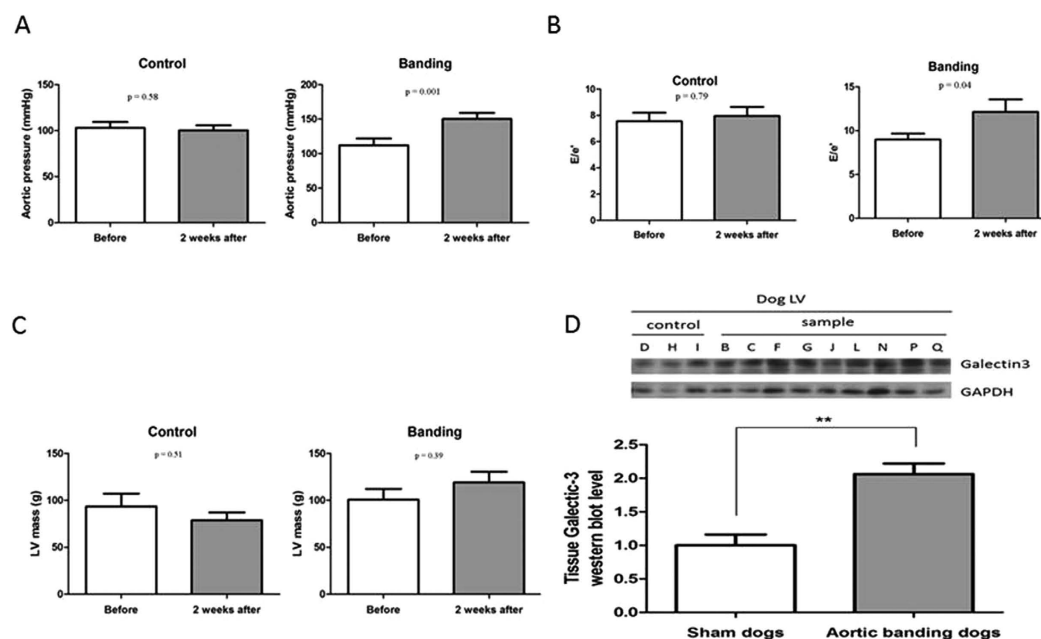 A
Control
p = 0.58
Aortic pressure (mmHg)
150
100
50
0
Before
2 weeks after
Banding
p = 0.001
Aortic pressure (mmHg)
200
150
100
50
0
Before
2 weeks after
B
Control
p = 0.79
E/e'
10
8
6
4
2
0
Before
2 weeks after
Banding
p = 0.04
E/e'
15
10
5
0
Before
2 weeks after
C
Control
p = 0.51
LV mass (g)
150
100
50
0
Before
2 weeks after
Banding
p = 0.39
LV mass (g)
150
100
50
0
Before
2 weeks after
D
Dog LV
control sample
D H I B C F G J L N P Q
Galectin3
GAPDH
**
Tissue Galectic-3
western blot level
2.5
2.0
1.5
1.0
0.5
0.0
Sham dogs
Aortic banding dogs